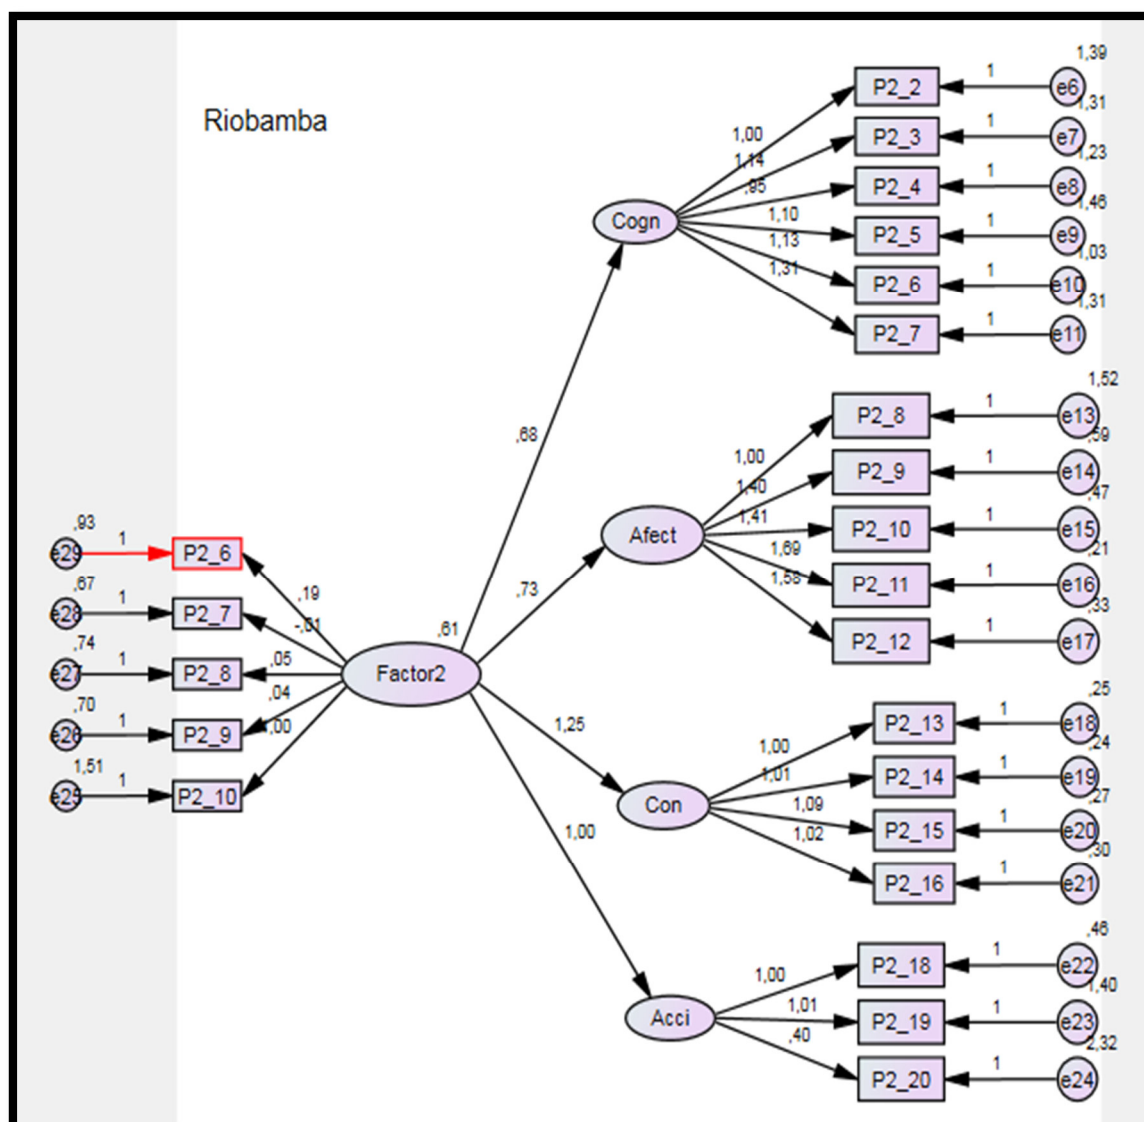 Riobamba
1,39
P2_2
1
e6
1,31
1,00
P2_3
1
e7
1,23
1,14
P2_4
1
e8
1,46
,95
Cogn
P2_5
1
e9
1,03
1,10
P2_6
1
e10
1,31
1,13
P2_7
1
e11
1,31
,68
1,52
P2_8
1
e13
,59
1,00
P2_9
1
e14
,47
1,40
P2_10
1
e15
,21
1,41
Afect
P2_11
1
e16
,33
1,69
P2_12
1
e17
1,58
,73
,93
e29
1
P2_6
,19
,67
e28
1
P2_7
-,01
,74
e27
1
P2_8
,05
,70
e26
1
P2_9
,04
1,51
e25
1
P2_10
,00
,61
Factor2
1,25
,25
P2_13
1
e18
,24
1,00
P2_14
1
e19
,27
1,01
Con
P2_15
1
e20
,30
1,09
P2_16
1
e21
1,02
1,00
,46
P2_18
1
e22
1,40
1,00
Acci
P2_19
1
e23
2,32
1,01
P2_20
1
e24
,40